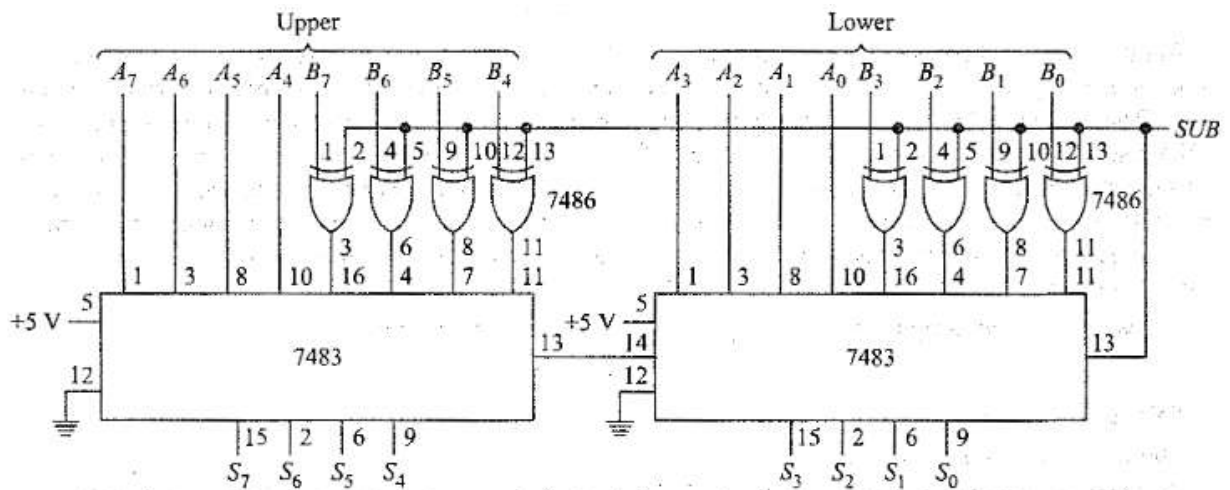 Upper Lower
A7 A6 A5 A4 B7 B6 B5 B4 A3 A2 A1 A0 B3 B2 B1 B0
SUB
1 2 4 5 9 10 12 13 1 2 4 5 9 10 12 13
7486 7486
3 6 8 11 3 6 8 11
1 3 8 10 16 4 7 11 1 3 8 10 16 4 7 11
5 5
+5 V +5 V
7483 13 14 7483 13
12 12
15 2 6 9 15 2 6 9
S7 S6 S5 S4 S3 S2 S1 S0